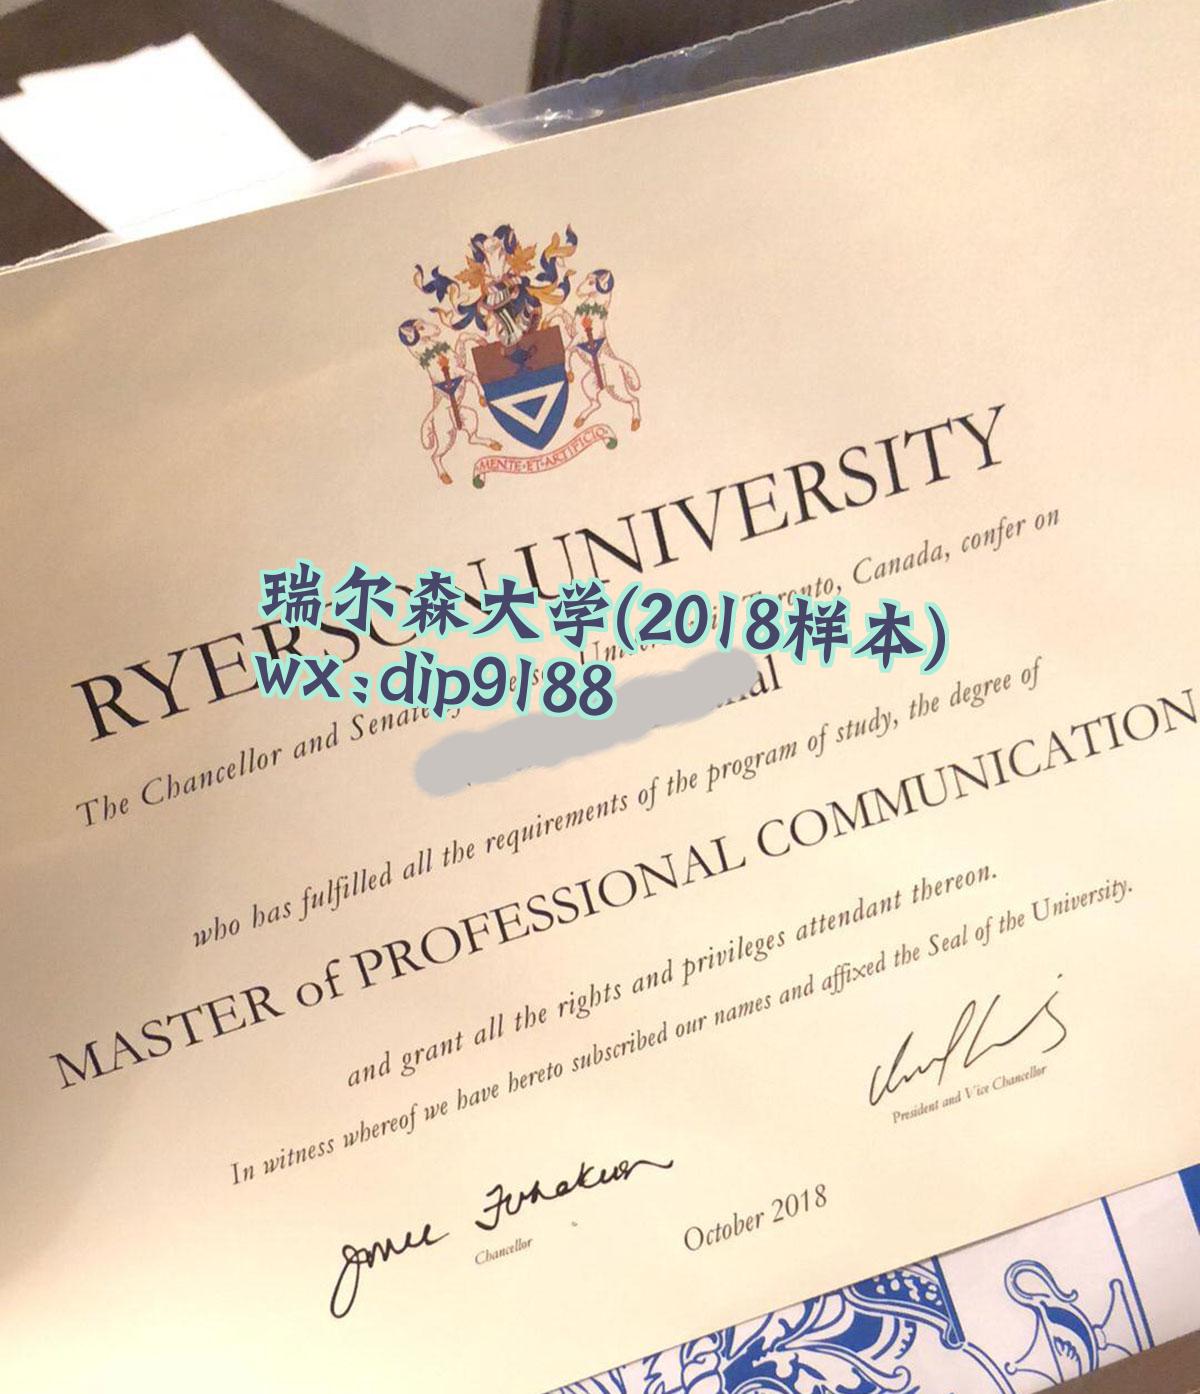 MENTE·ET·ARTIFICIO
RYERSON UNIVERSITY
瑞尔森大学(2018样本)
wx:dip9188
The Chancellor and Senate Toronto, Canada, confer on
who has fulfilled all the requirements of the program of study, the degree of
MASTER of PROFESSIONAL COMMUNICATION
and grant all the rights and privileges attendant thereon.
In witness whereof we have hereto subscribed our names and affixed the Seal of the University.
President and Vice Chancellor
Chancellor
October 2018